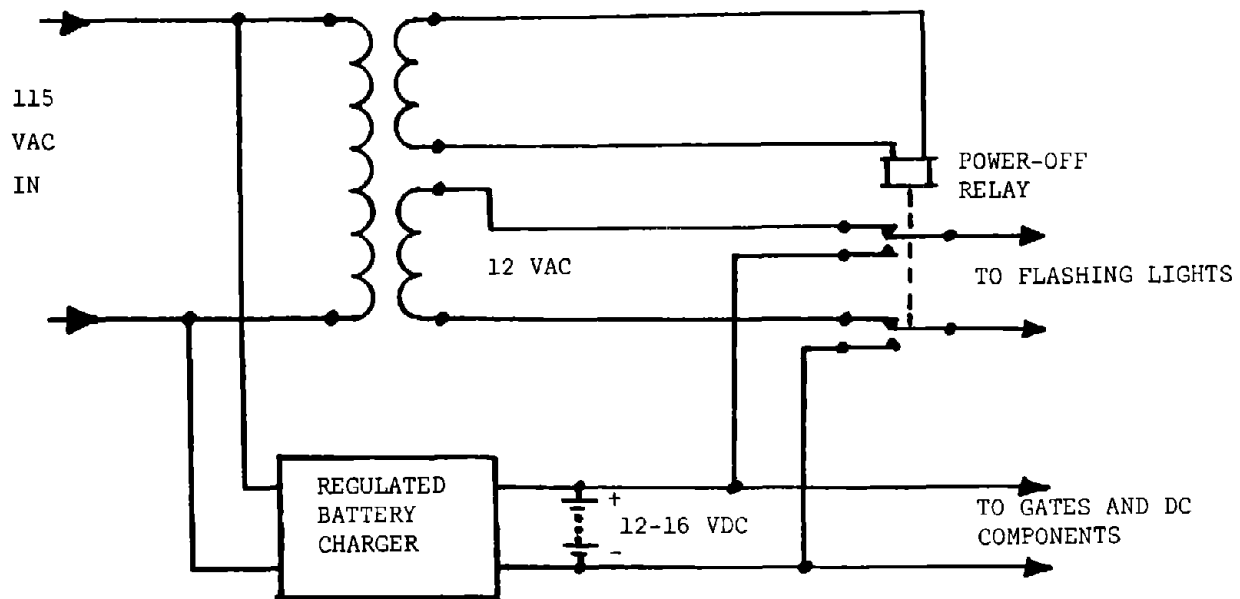 115
VAC
IN
POWER-OFF
RELAY
12 VAC
TO FLASHING LIGHTS
REGULATED
BATTERY
CHARGER
+
12-16 VDC
-
TO GATES AND DC
COMPONENTS